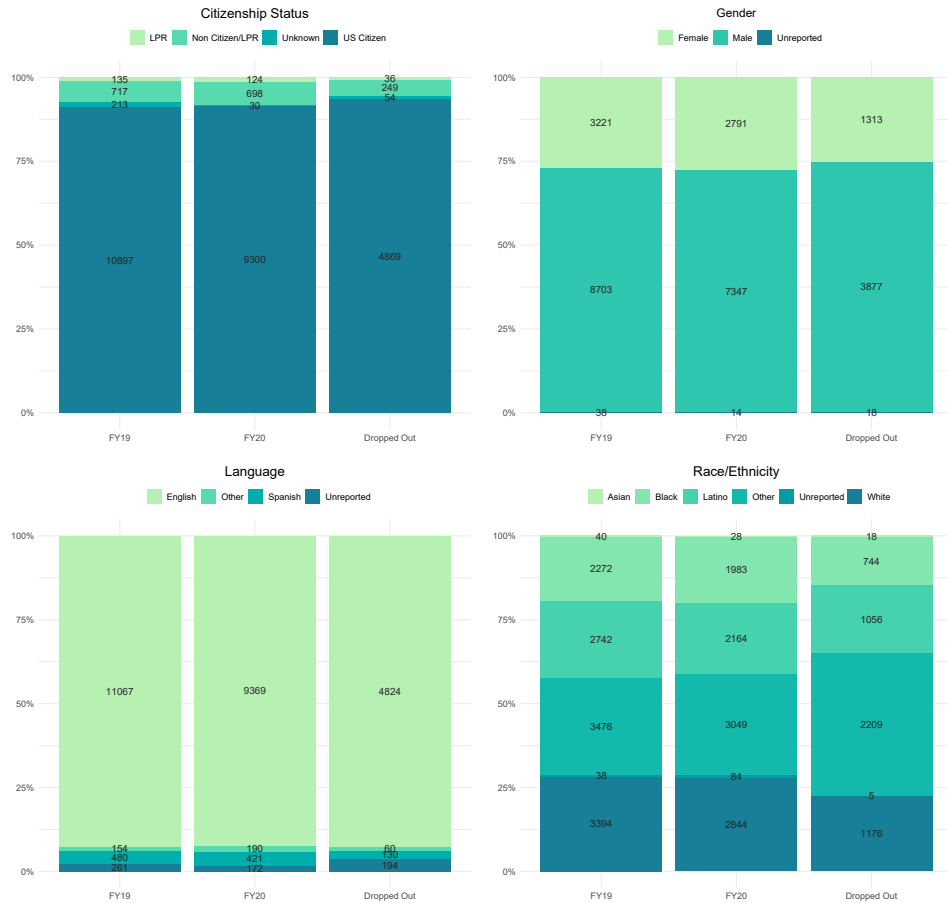 Citizenship Status
LPR Non Citizen/LPR Unknown US Citizen
100%
75%
50%
25%
0%
135 124 36
717 698 249
213 30 54
10897 9300 4869
FY19 FY20 Dropped Out
Gender
Female Male Unreported
100%
75%
50%
25%
0%
3221 2791 1313
8703 7347 3877
38 14 18
FY19 FY20 Dropped Out
Language
English Other Spanish Unreported
100%
75%
50%
25%
0%
11067 9369 4824
154 190 60
480 421 130
261 172 194
FY19 FY20 Dropped Out
Race/Ethnicity
Asian Black Latino Other Unreported White
100%
75%
50%
25%
0%
40 28 18
2272 1983 744
2742 2164 1056
3476 3049 2209
38 84 5
3394 2844 1176
FY19 FY20 Dropped Out